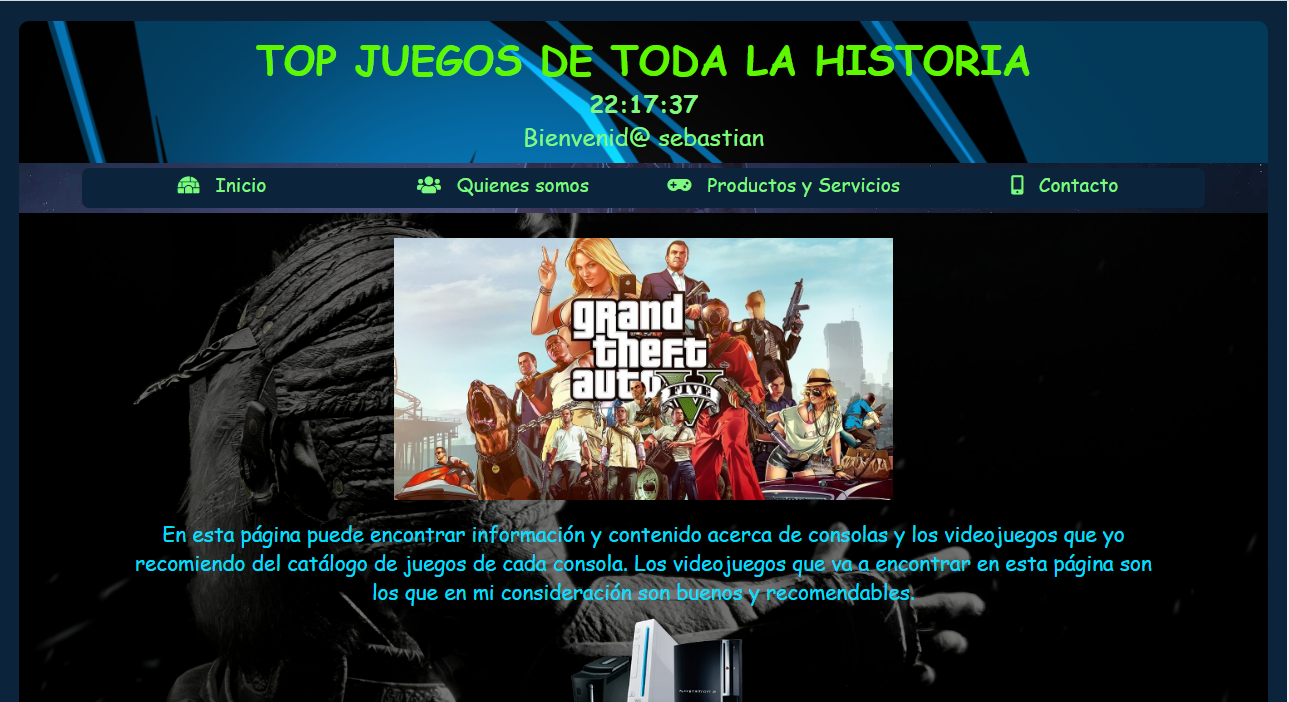 TOP JUEGOS DE TODA LA HISTORIA
22:17:37
Bienvenid@ sebastian
Inicio Quienes somos Productos y Servicios Contacto
grand
theft
auto
FIVE
V
En esta página puede encontrar información y contenido acerca de consolas y los videojuegos que yo
recomiendo del catálogo de juegos de cada consola. Los videojuegos que va a encontrar en esta página son
los que en mi consideración son buenos y recomendables.